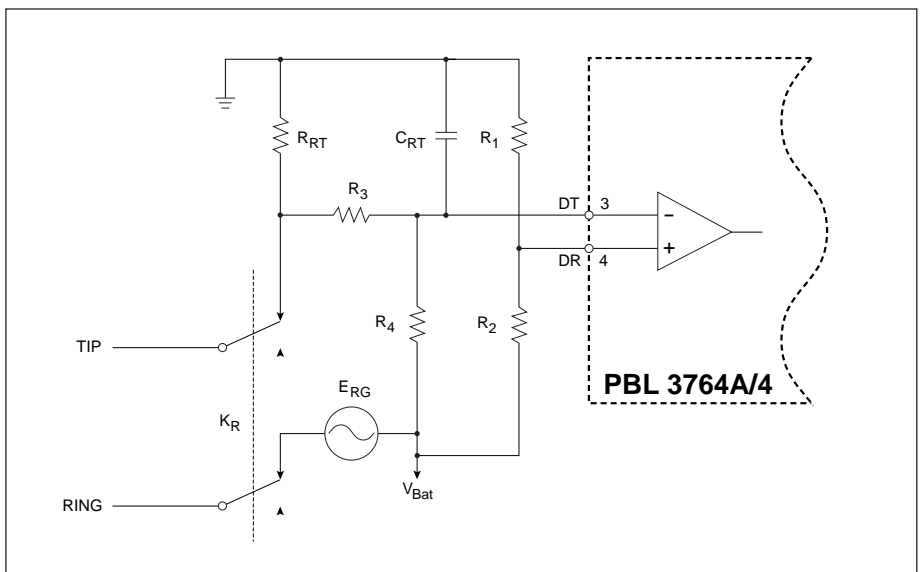 R_RT
C_RT
R_1
R_3
DT 3
DR 4
R_4
R_2
TIP
PBL 3764A/4
E_RG
K_R
V_Bat
RING
-
+